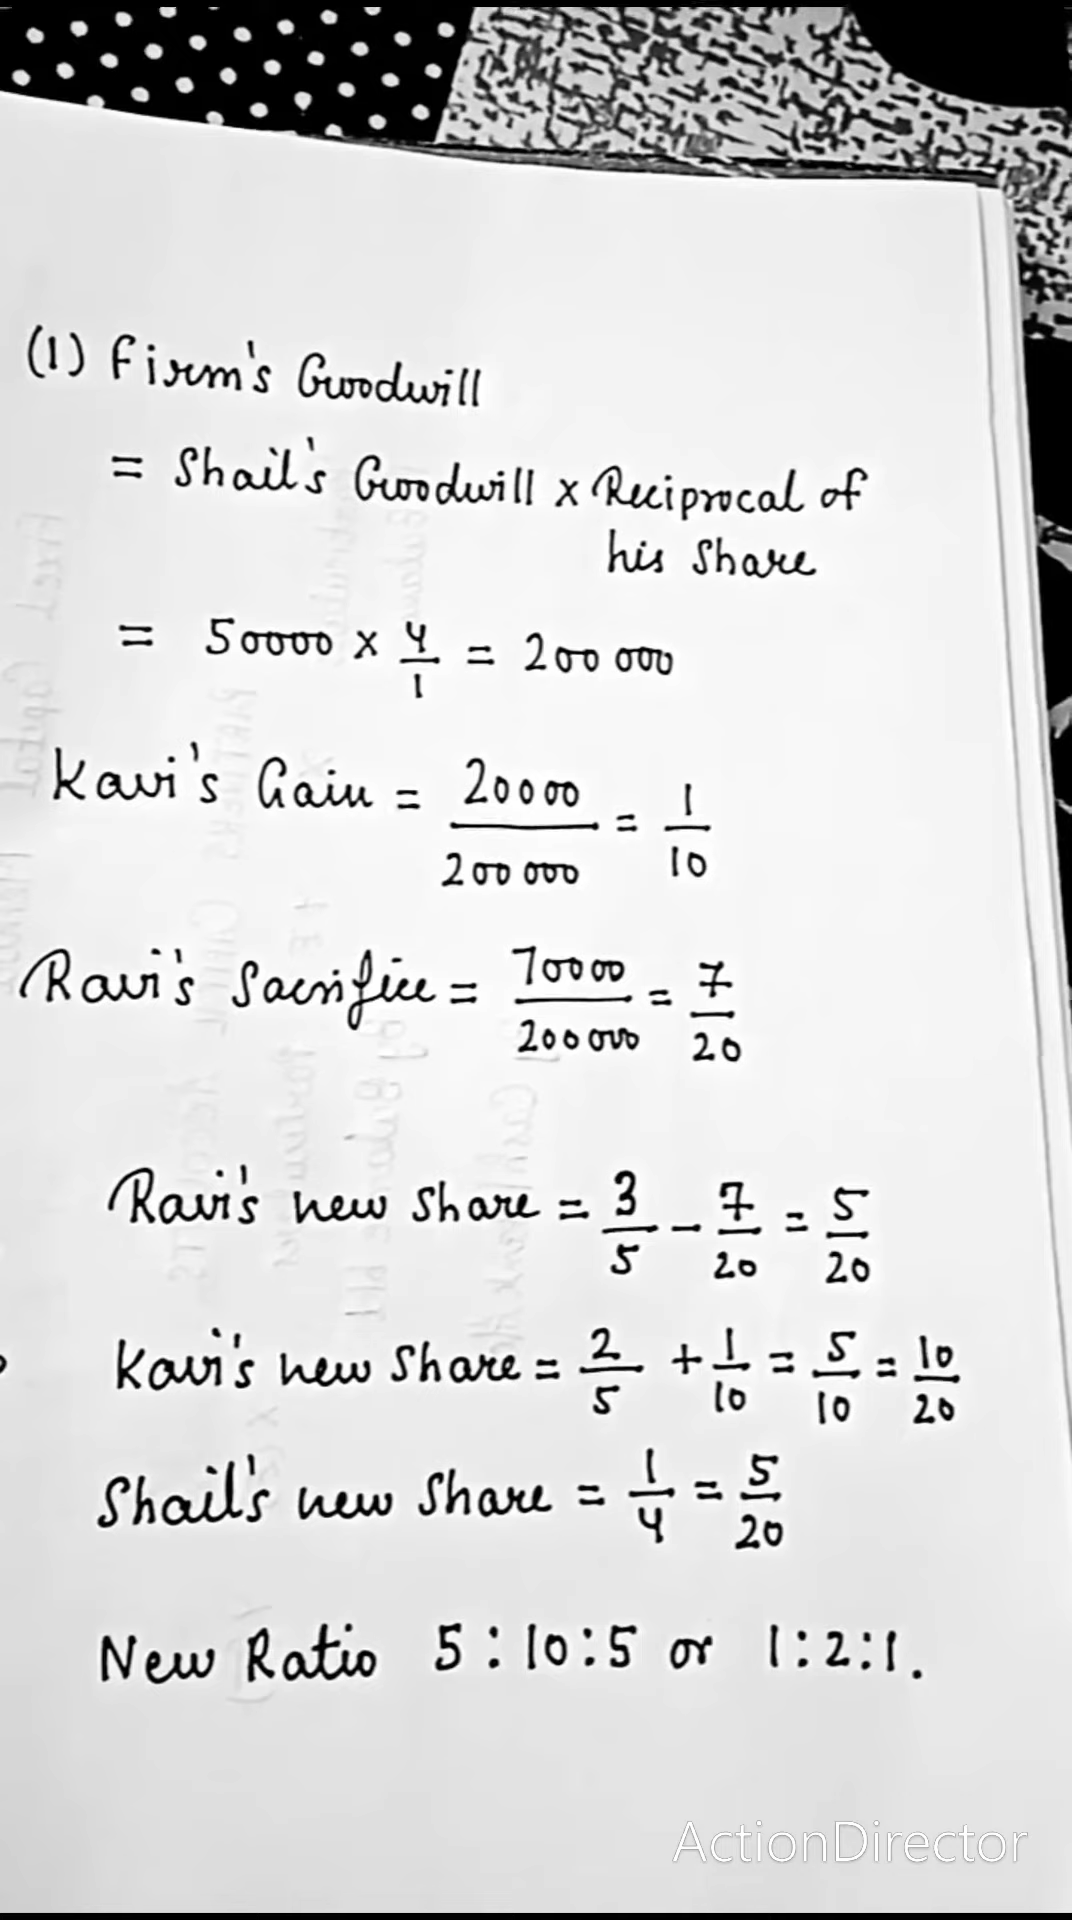 (1) Firm's Goodwill
= Shail's Goodwill x Reciprocal of
his Share
= 50000 x 4/1 = 200 000
Kavi's Gain = 20000/200 000 = 1/10
Ravi's Sacrifice = 70000/200 000 = 7/20
Ravi's new Share = 3/5 - 7/20 = 5/20
Kavi's new Share = 2/5 + 1/10 = 5/10 = 10/20
Shail's new Share = 1/4 = 5/20
New Ratio 5:10:5 or 1:2:1.
ActionDirector